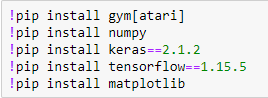 !pip install gym[atari]
!pip install numpy
!pip install keras==2.1.2
!pip install tensorflow==1.15.5
!pip install matplotlib